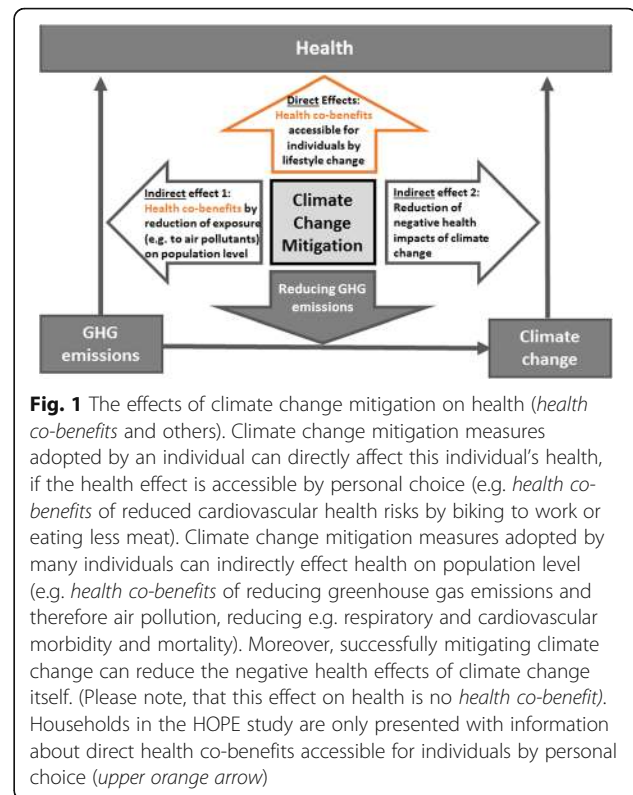 Health
Direct Effects:
Health co-benefits
accessible for
individuals by
lifestyle change
Indirect effect 1:
Health co-benefits by
reduction of exposure
(e.g. to air pollutants)
on population level
Climate
Change
Mitigation
Indirect effect 2:
Reduction of
negative health
impacts of climate
change
Reducing GHG
emissions
GHG
emissions
Climate
change
Fig. 1 The effects of climate change mitigation on health (health
co-benefits and others). Climate change mitigation measures
adopted by an individual can directly affect this individual's health,
if the health effect is accessible by personal choice (e.g. health co-
benefits of reduced cardiovascular health risks by biking to work or
eating less meat). Climate change mitigation measures adopted by
many individuals can indirectly effect health on population level
(e.g. health co-benefits of reducing greenhouse gas emissions and
therefore air pollution, reducing e.g. respiratory and cardiovascular
morbidity and mortality). Moreover, successfully mitigating climate
change can reduce the negative health effects of climate change
itself. (Please note, that this effect on health is no health co-benefit).
Households in the HOPE study are only presented with information
about direct health co-benefits accessible for individuals by personal
choice (upper orange arrow)